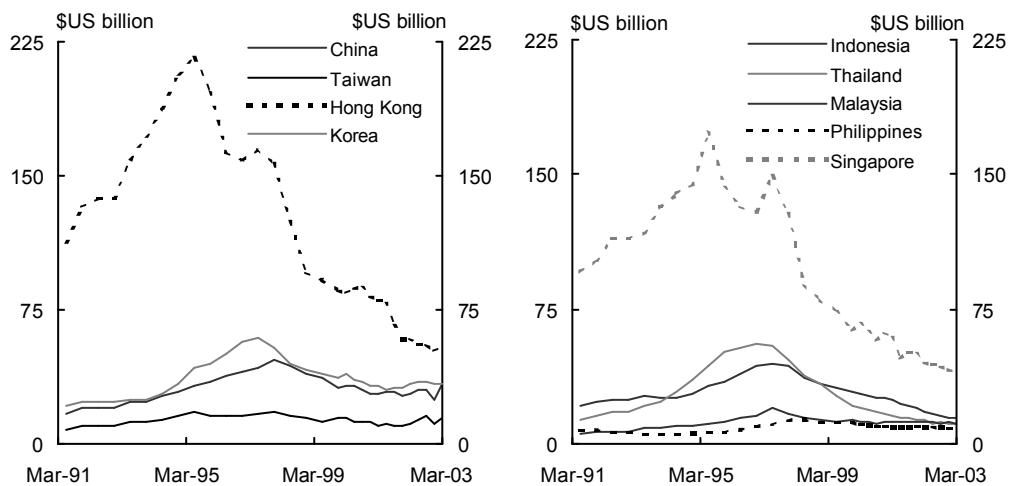 $US billion $US billion
225 225
China
Taiwan
Hong Kong
Korea
150 150
75 75
0 0
Mar-91 Mar-95 Mar-99 Mar-03
$US billion $US billion
225 225
Indonesia
Thailand
Malaysia
Philippines
Singapore
150 150
75 75
0 0
Mar-91 Mar-95 Mar-99 Mar-03